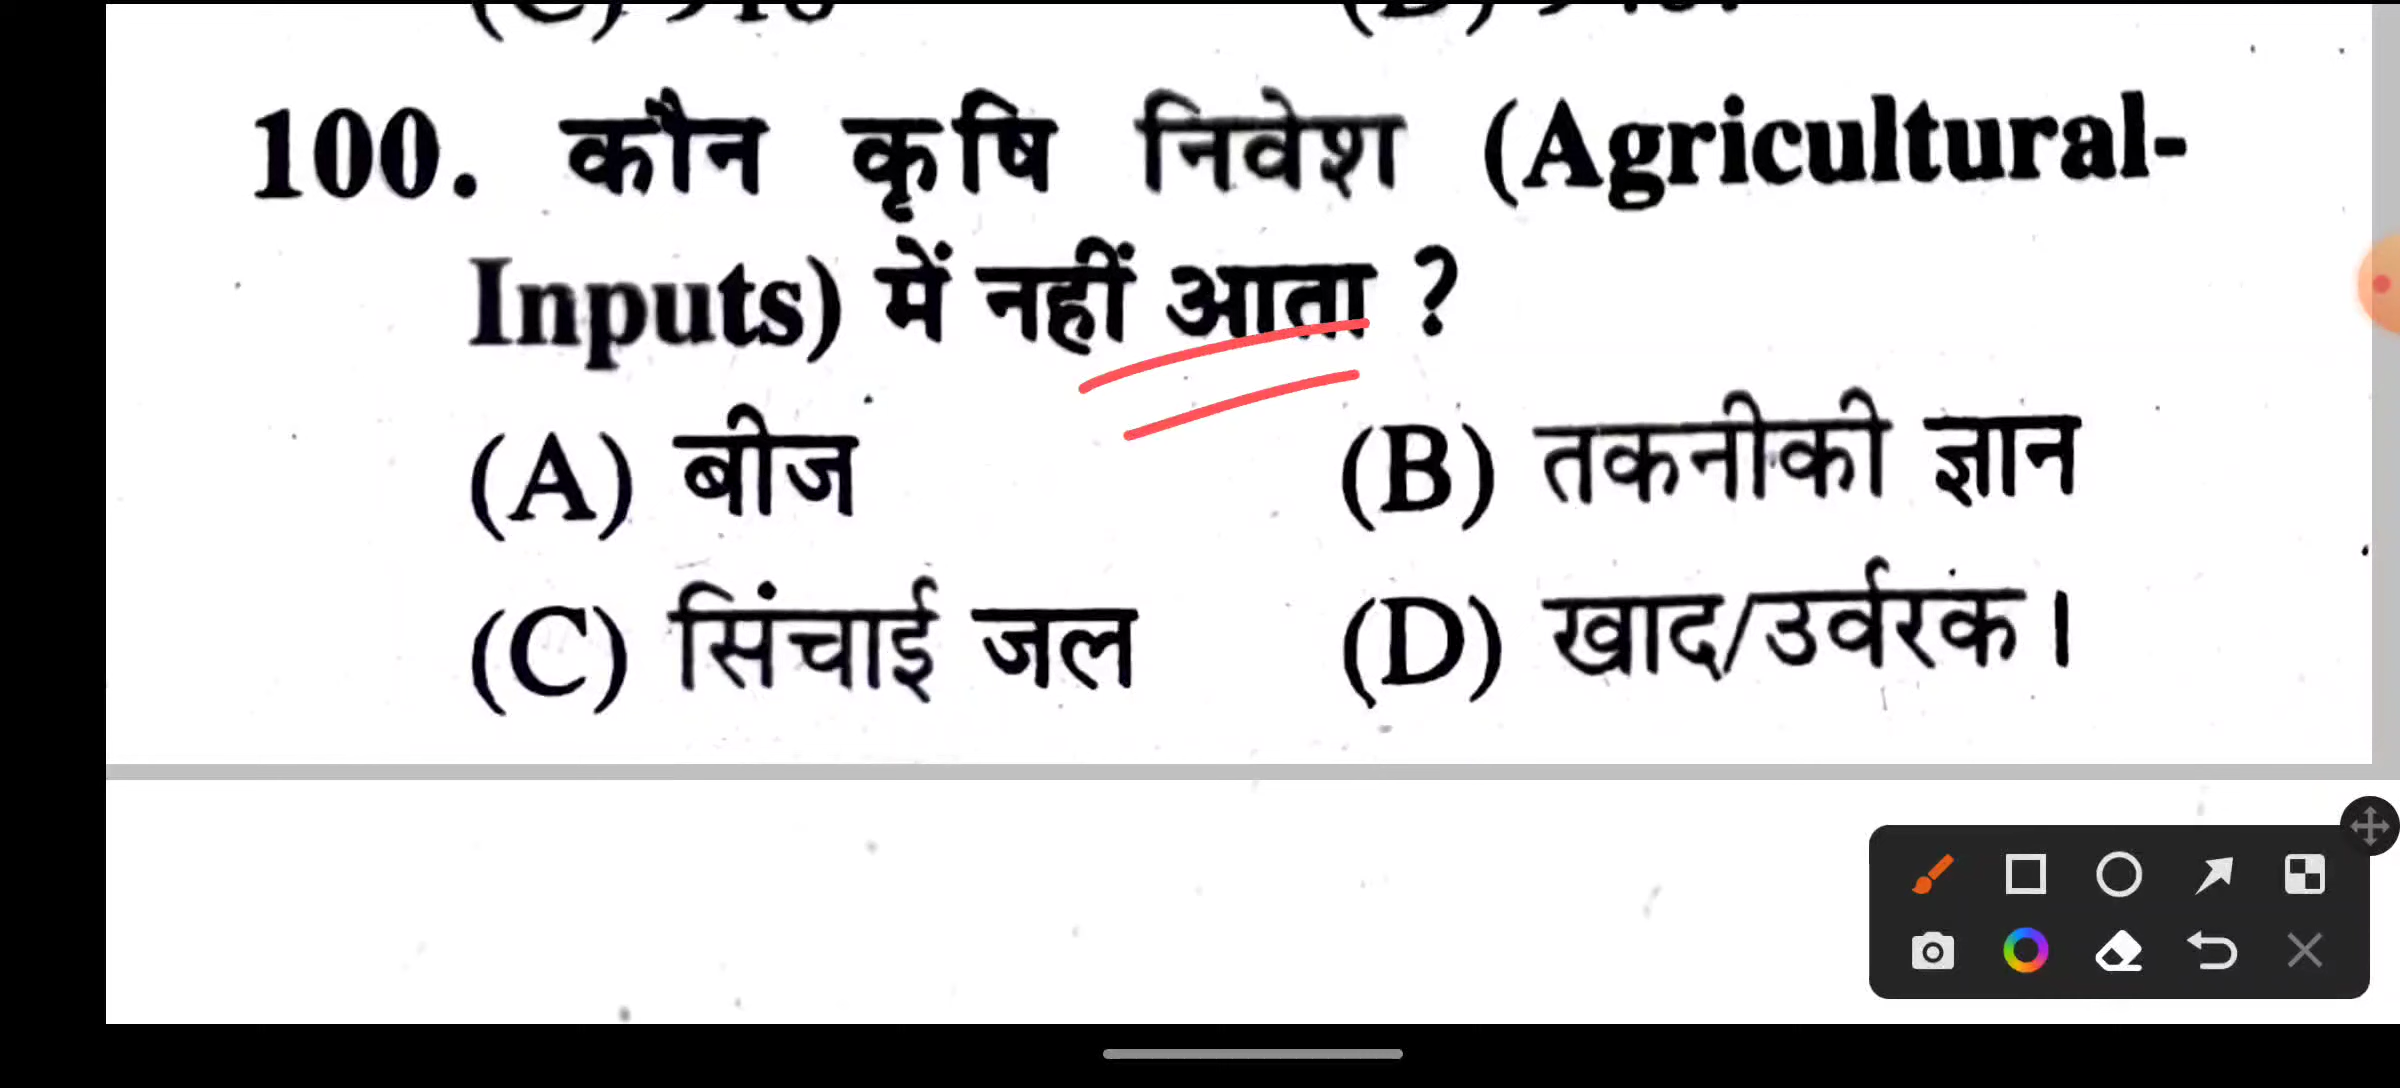 100. कौन कृषि निवेश (Agricultural-
Inputs) में नहीं आता ?
(A) बीज (B) तकनीकी ज्ञान
(C) सिंचाई जल (D) खाद/उर्वरक।